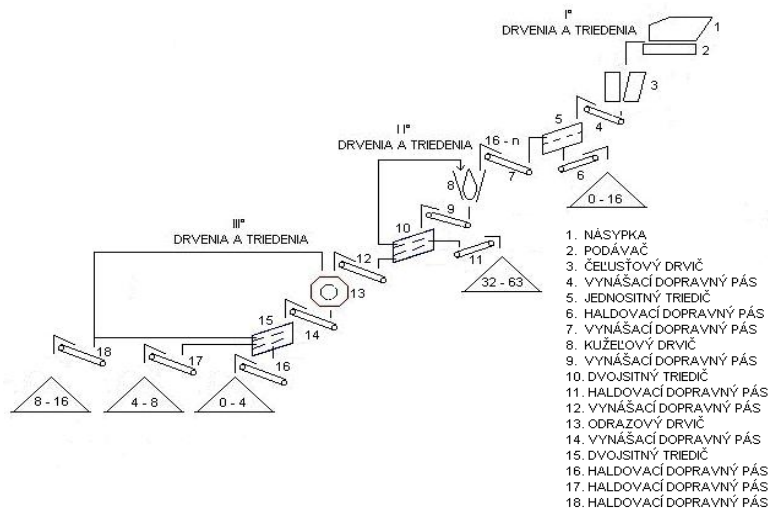 I°
DRVENIA A TRIEDENIA
1
2
3
4
5
6
0 - 16
II°
DRVENIA A TRIEDENIA
16 - n
7
8
9
10
11
32 - 63
III°
DRVENIA A TRIEDENIA
12
13
14
15
16
17
18
8 - 16
4 - 8
0 - 4
1. NÁSYPKA
2. PODÁVAČ
3. ČEĽUSŤOVÝ DRVIČ
4. VYNÁŠACÍ DOPRAVNÝ PÁS
5. JEDNOSITNÝ TRIEDIČ
6. HALDOVACÍ DOPRAVNÝ PÁS
7. VYNÁŠACÍ DOPRAVNÝ PÁS
8. KUŽEĽOVÝ DRVIČ
9. VYNÁŠACÍ DOPRAVNÝ PÁS
10. DVOJSITNÝ TRIEDIČ
11. HALDOVACÍ DOPRAVNÝ PÁS
12. VYNÁŠACÍ DOPRAVNÝ PÁS
13. ODRAZOVÝ DRVIČ
14. VYNÁŠACÍ DOPRAVNÝ PÁS
15. DVOJSITNÝ TRIEDIČ
16. HALDOVACÍ DOPRAVNÝ PÁS
17. HALDOVACÍ DOPRAVNÝ PÁS
18. HALDOVACÍ DOPRAVNÝ PÁS